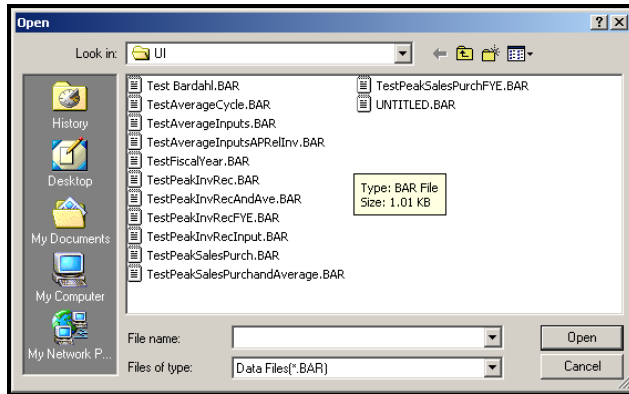 Open
Look in: UI
History
Desktop
My Documents
My Computer
My Network P...
Test Bardahl.BAR
TestAverageCycle.BAR
TestAverageInputs.BAR
TestAverageInputsAPRelInv.BAR
TestFiscalYear.BAR
TestPeakInvRec.BAR
TestPeakInvRecAndAve.BAR
TestPeakInvRecFYE.BAR
TestPeakInvRecInput.BAR
TestPeakSalesPurch.BAR
TestPeakSalesPurchandAverage.BAR
TestPeakSalesPurchFYE.BAR
UNTITLED.BAR
Type: BAR File
Size: 1.01 KB
File name:
Open
Files of type: Data Files(*.BAR)
Cancel